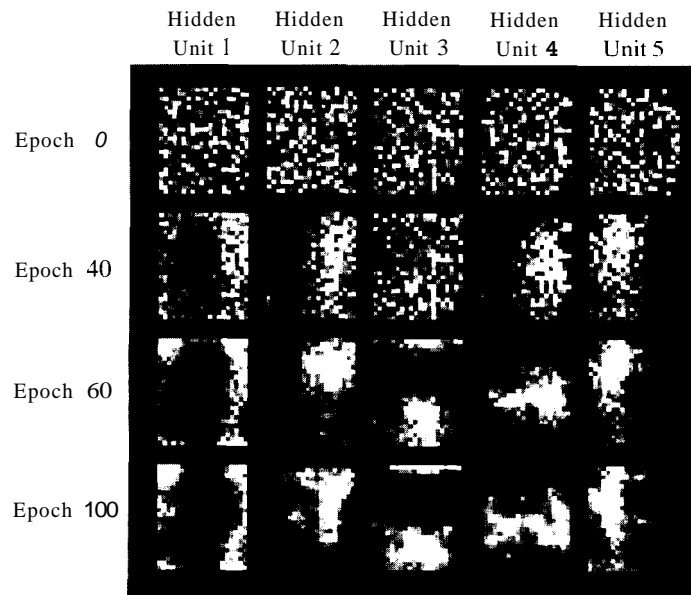 Hidden Hidden Hidden Hidden Hidden
Unit 1 Unit 2 Unit 3 Unit 4 Unit 5
Epoch 0
Epoch 40
Epoch 60
Epoch 100